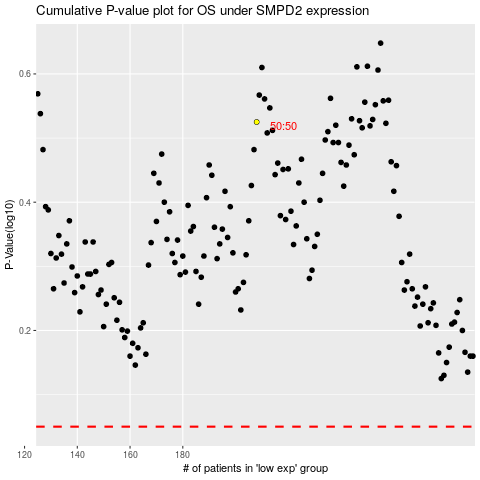 Cumulative P-value plot for OS under SMPD2 expression
P-Value(log10)
0.6
0.4
0.2
50:50
120 140 160 180
# of patients in 'low exp' group